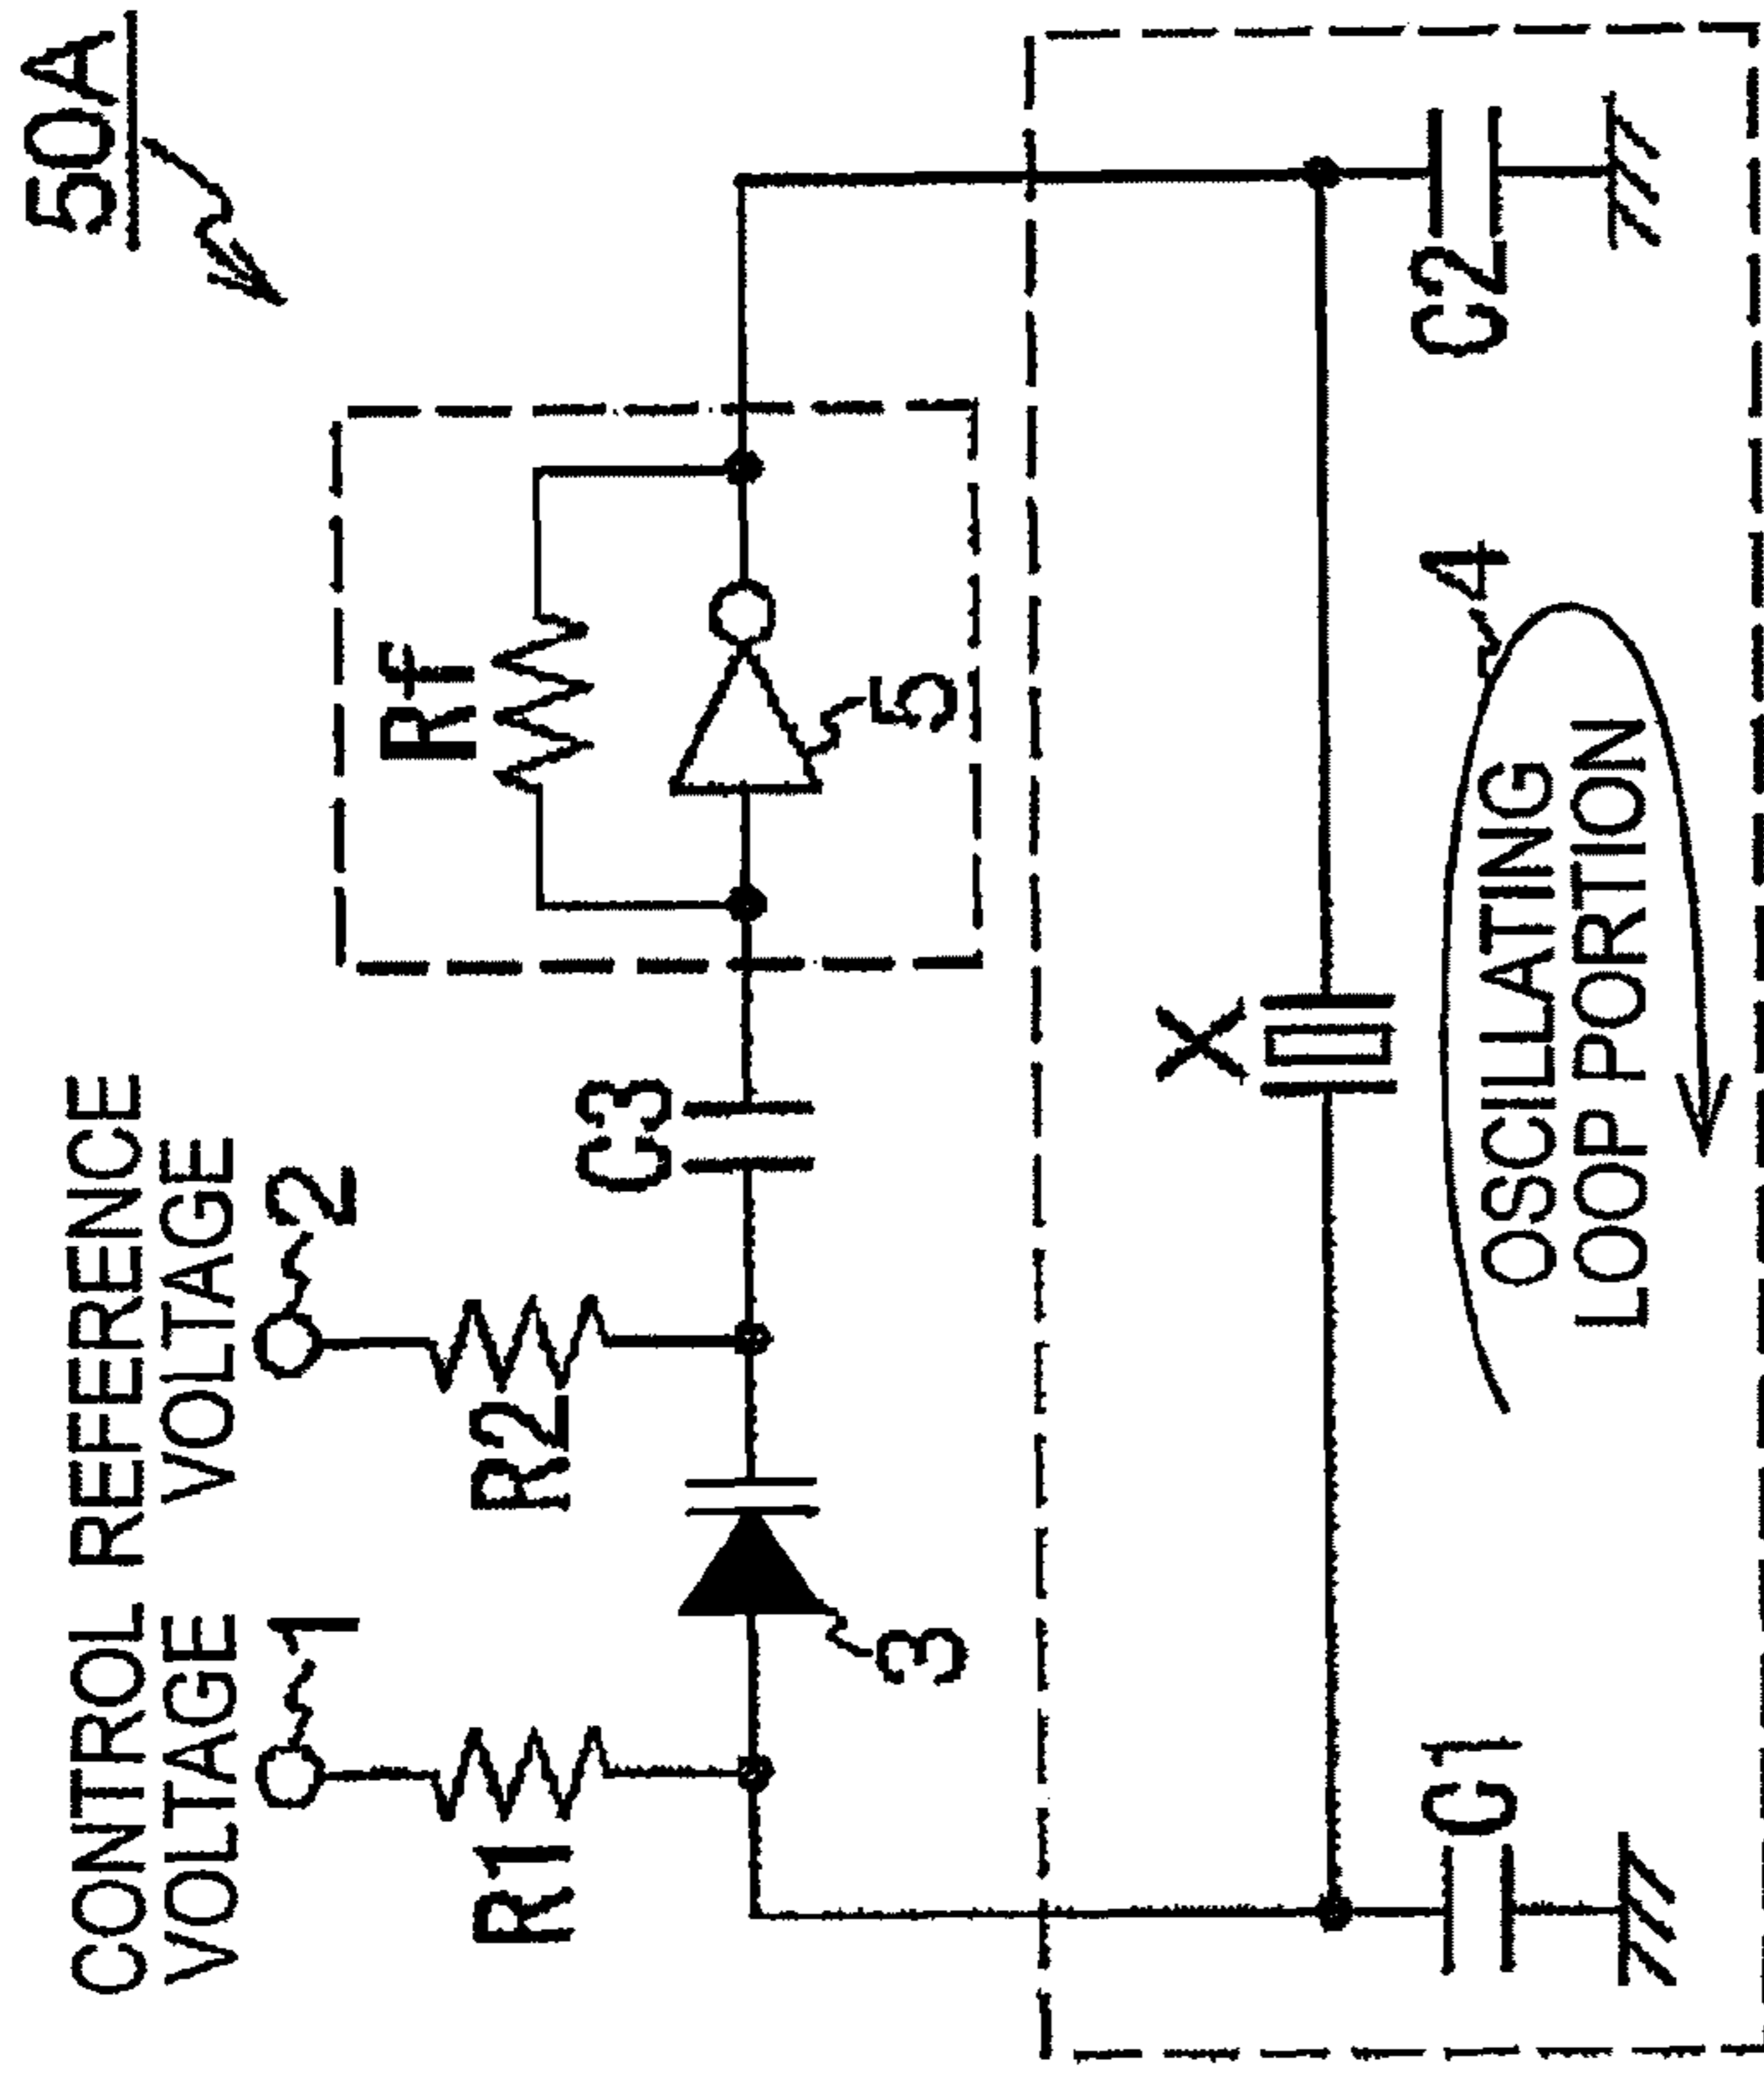 50A
CONTROL
VOLTAGE
REFERENCE
VOLTAGE
1
2
R1
R2
Rf
C3
3
5
X
C1
4
C2
OSCILLATING
LOOP PORTION